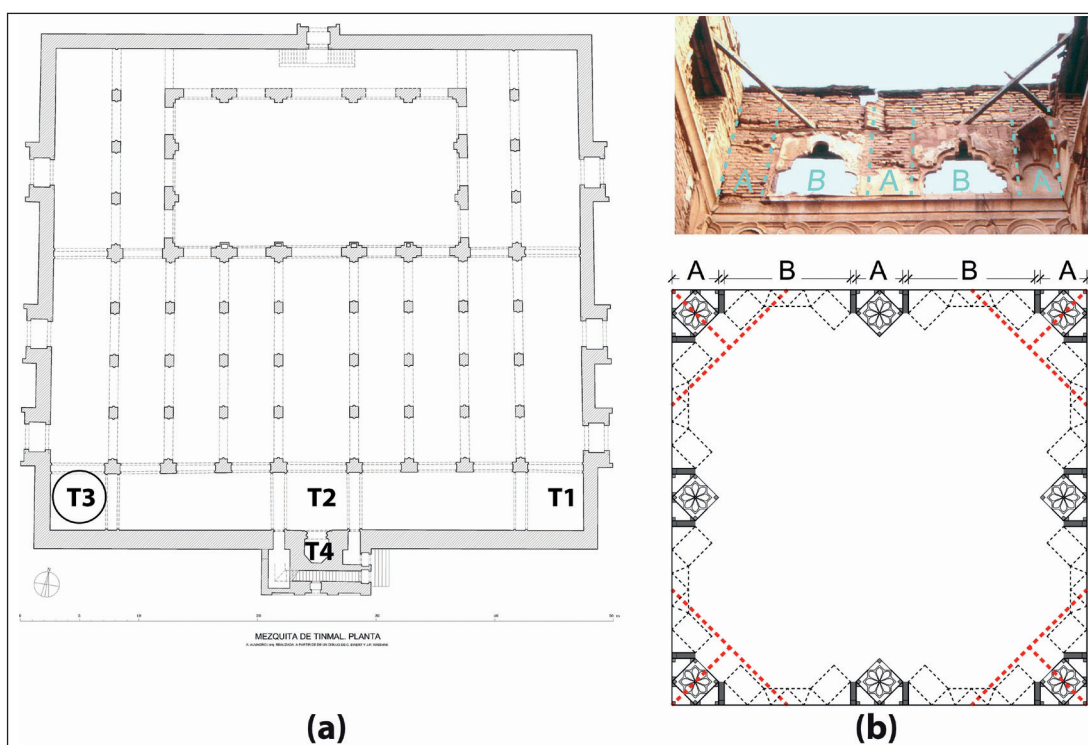 T3
T2
T1
T4
MEZQUITA DE TINMAL. PLANTA
(a)
A B A B A
A B A B A
(b)